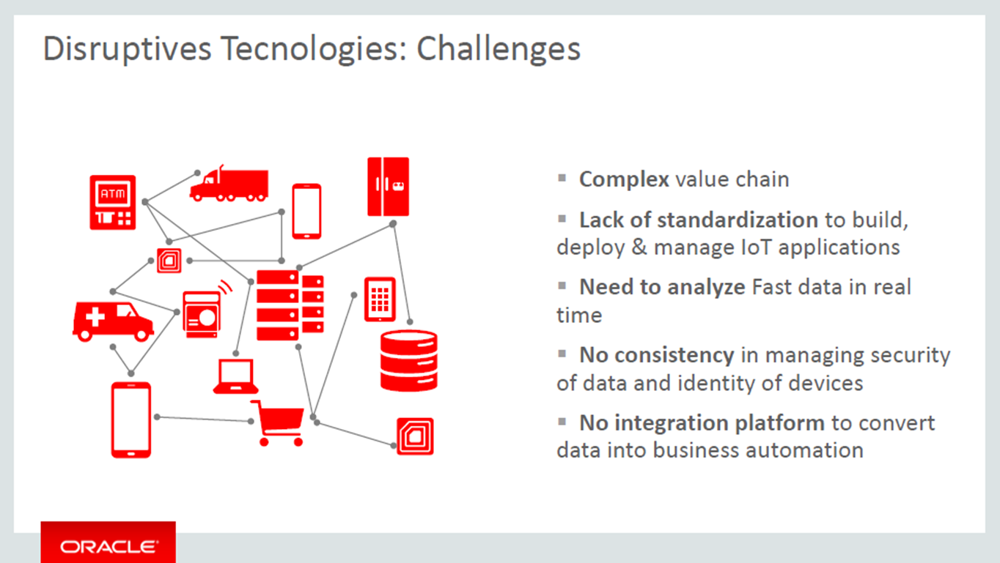 Disruptives Tecnologies: Challenges
ATM
▪ Complex value chain
▪ Lack of standardization to build,
deploy & manage IoT applications
▪ Need to analyze Fast data in real
time
▪ No consistency in managing security
of data and identity of devices
▪ No integration platform to convert
data into business automation
ORACLE®